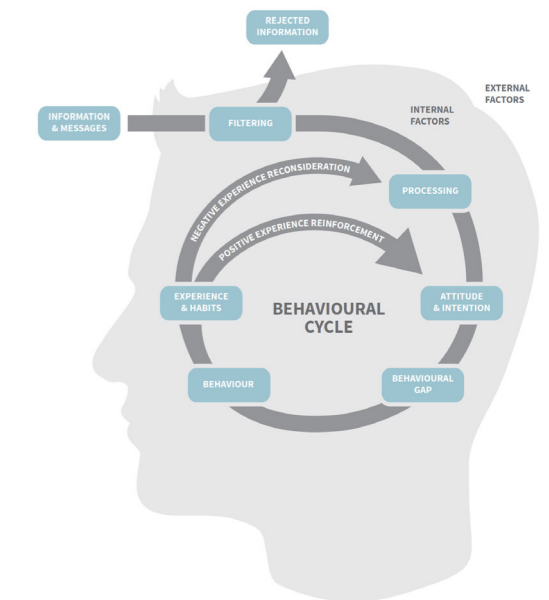 REJECTED
INFORMATION
EXTERNAL
FACTORS
INTERNAL
FACTORS
INFORMATION
& MESSAGES
FILTERING
NEGATIVE EXPERIENCE RECONSIDERATION
PROCESSING
POSITIVE EXPERIENCE REINFORCEMENT
EXPERIENCE
& HABITS
BEHAVIOURAL
CYCLE
ATTITUDE
& INTENTION
BEHAVIOUR
BEHAVIOURAL
GAP